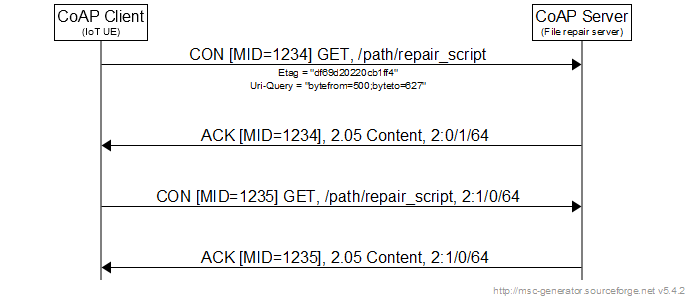 CoAP Client
(IoT UE)
CoAP Server
(File repair server)
CON [MID=1234] GET, /path/repair_script
Etag = "df69d20220cb1ff4"
Uri-Query = "bytefrom=500;byteto=627"
ACK [MID=1234], 2.05 Content, 2:0/1/64
CON [MID=1235] GET, /path/repair_script, 2:1/0/64
ACK [MID=1235], 2.05 Content, 2:1/0/64
http://msc-generator.sourceforge.net v5.4.2